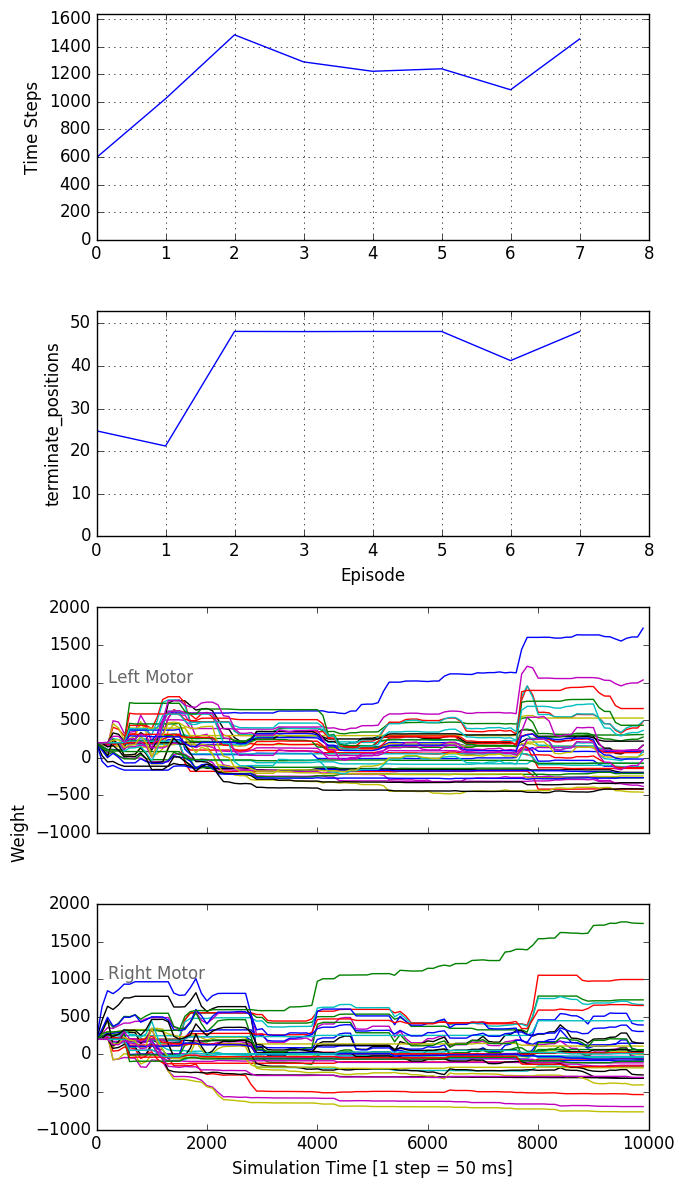 1600
1400
1200
1000
800
600
400
200
0
Time Steps
0 1 2 3 4 5 6 7 8
50
40
30
20
10
0
terminate_positions
0 1 2 3 4 5 6 7 8
Episode
2000
1500
1000
500
0
−500
−1000
Left Motor
Weight
2000
1500
1000
500
0
−500
−1000
Right Motor
0 2000 4000 6000 8000 10000
Simulation Time [1 step = 50 ms]